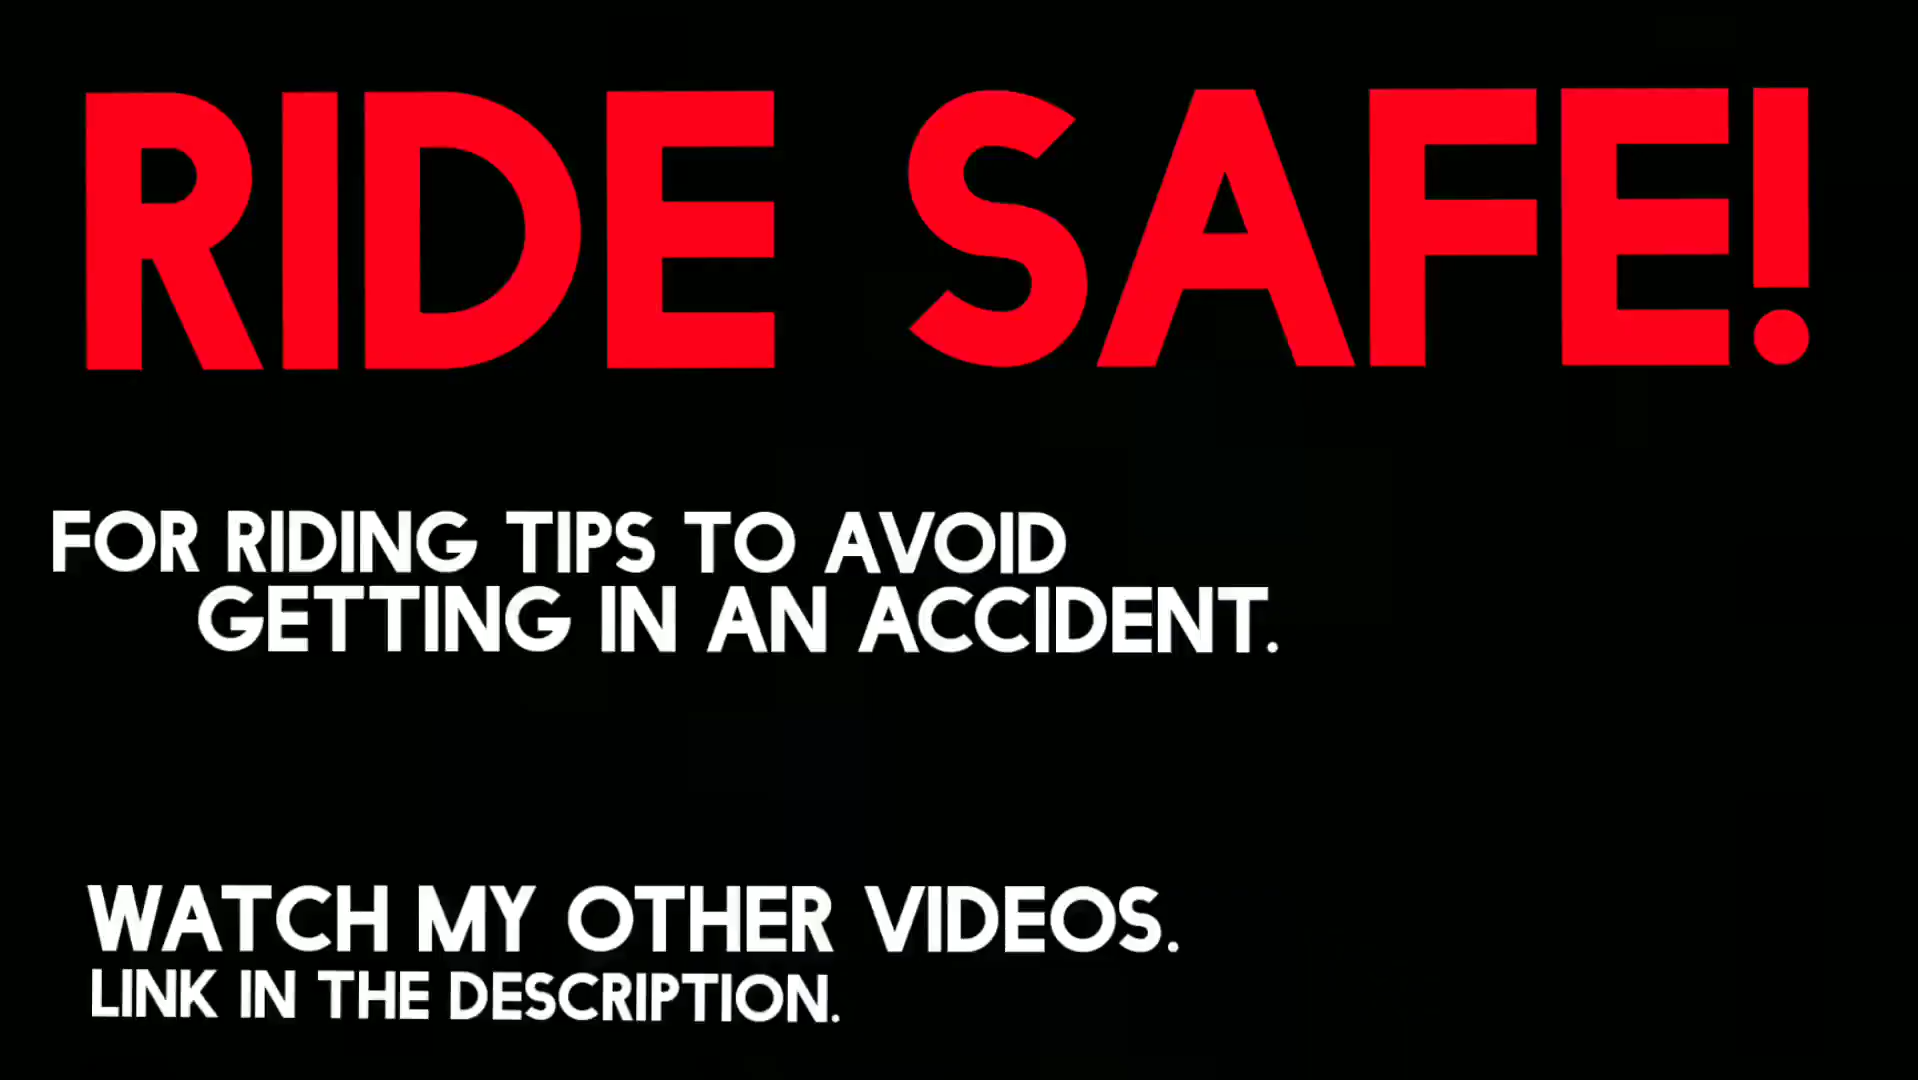 RIDE SAFE!
FOR RIDING TIPS TO AVOID
GETTING IN AN ACCIDENT.
WATCH MY OTHER VIDEOS.
LINK IN THE DESCRIPTION.